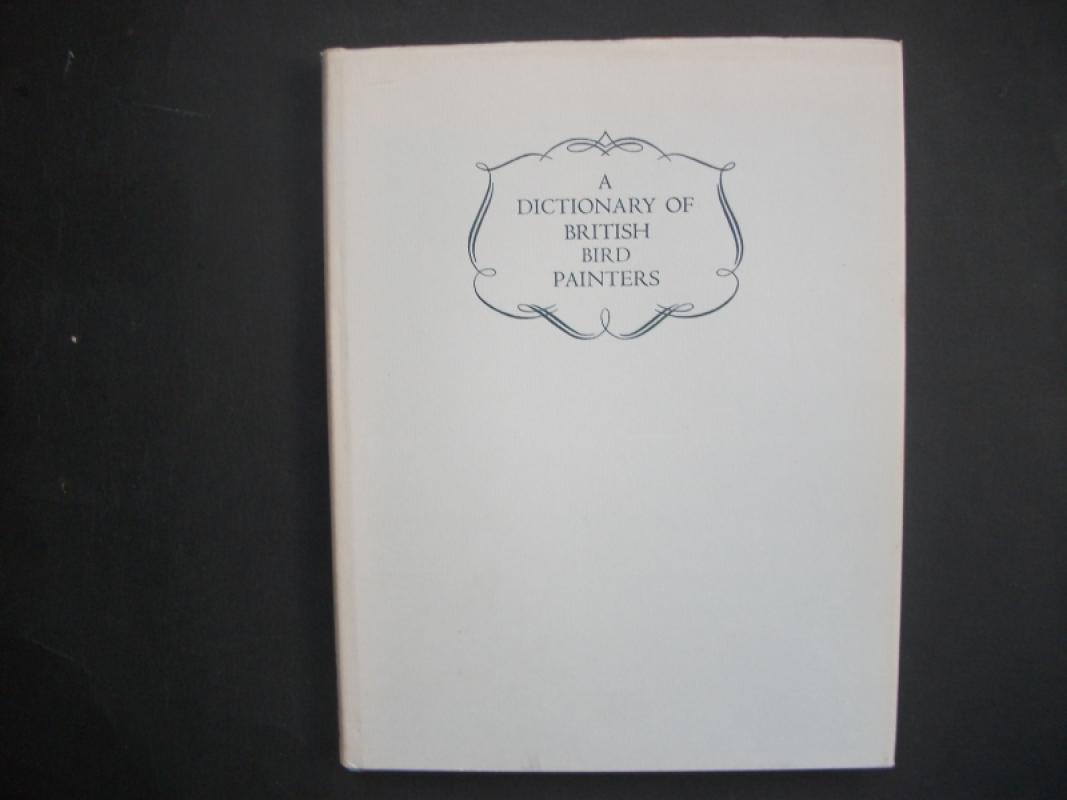 A
DICTIONARY OF
BRITISH
BIRD
PAINTERS